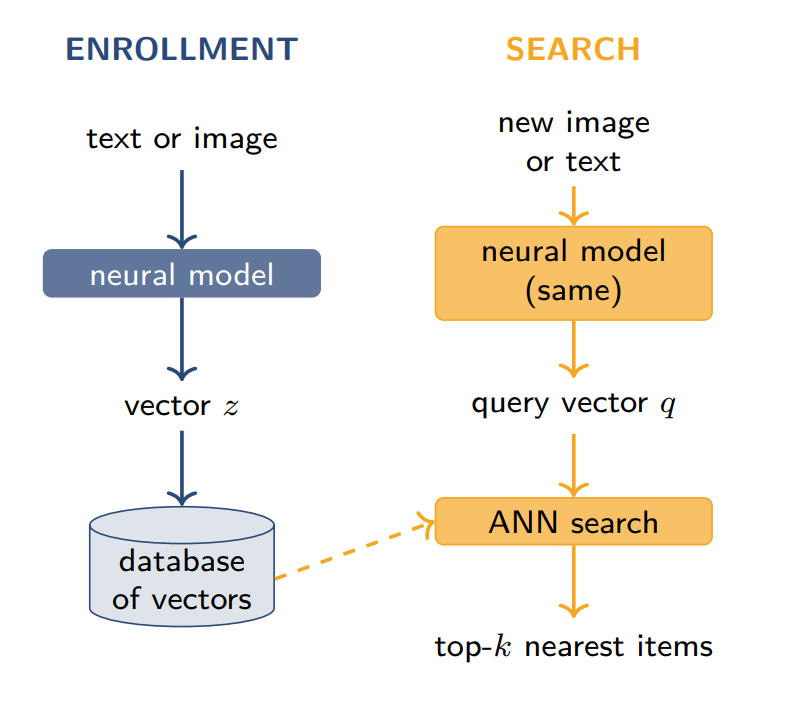 ENROLLMENT
text or image
neural model
vector z
database
of vectors
SEARCH
new image
or text
neural model
(same)
query vector q
ANN search
top-k nearest items